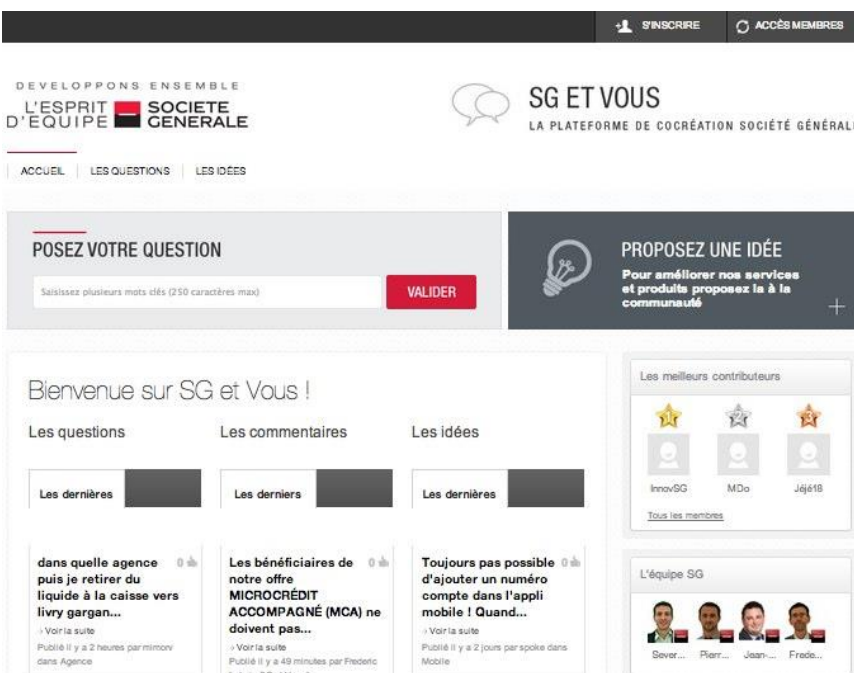 S'INSCRIRE
ACCÈS MEMBRES
DEVELOPPONS ENSEMBLE
L'ESPRIT SOCIETE
D'EQUIPE GENERALE
SG ET VOUS
LA PLATEFORME DE COCRÉATION SOCIÉTÉ GÉNÉRAL
ACCUEIL LES QUESTIONS LES IDÉES
POSEZ VOTRE QUESTION
Saisissez plusieurs mots clés (250 caractères max)
VALIDER
PROPOSEZ UNE IDÉE
Pour améliorer nos services
et produits proposez la à la
communauté
Bienvenue sur SG et Vous !
Les questions
Les dernières
dans quelle agence
puis je retirer du
liquide à la caisse vers
livry gargan...
0
Voir la suite
Publié il y a 2 heures par mimorv
dans Agence
Les commentaires
Les derniers
Les bénéficiaires de
notre offre
MICROCRÉDIT
ACCOMPAGNÉ (MCA) ne
doivent pas...
0
Voir la suite
Publié il y a 49 minutes par Frederic
Les idées
Les dernières
Toujours pas possible
d'ajouter un numéro
compte dans l'appli
mobile ! Quand...
0
Voir la suite
Publié il y a 2 jours par spoke dans
Mobile
Les meilleurs contributeurs
1 2 3
InnovSG MDo Jéjé18
Tous les membres
L'équipe SG
Sever... Pierr... Jean-... Frede...